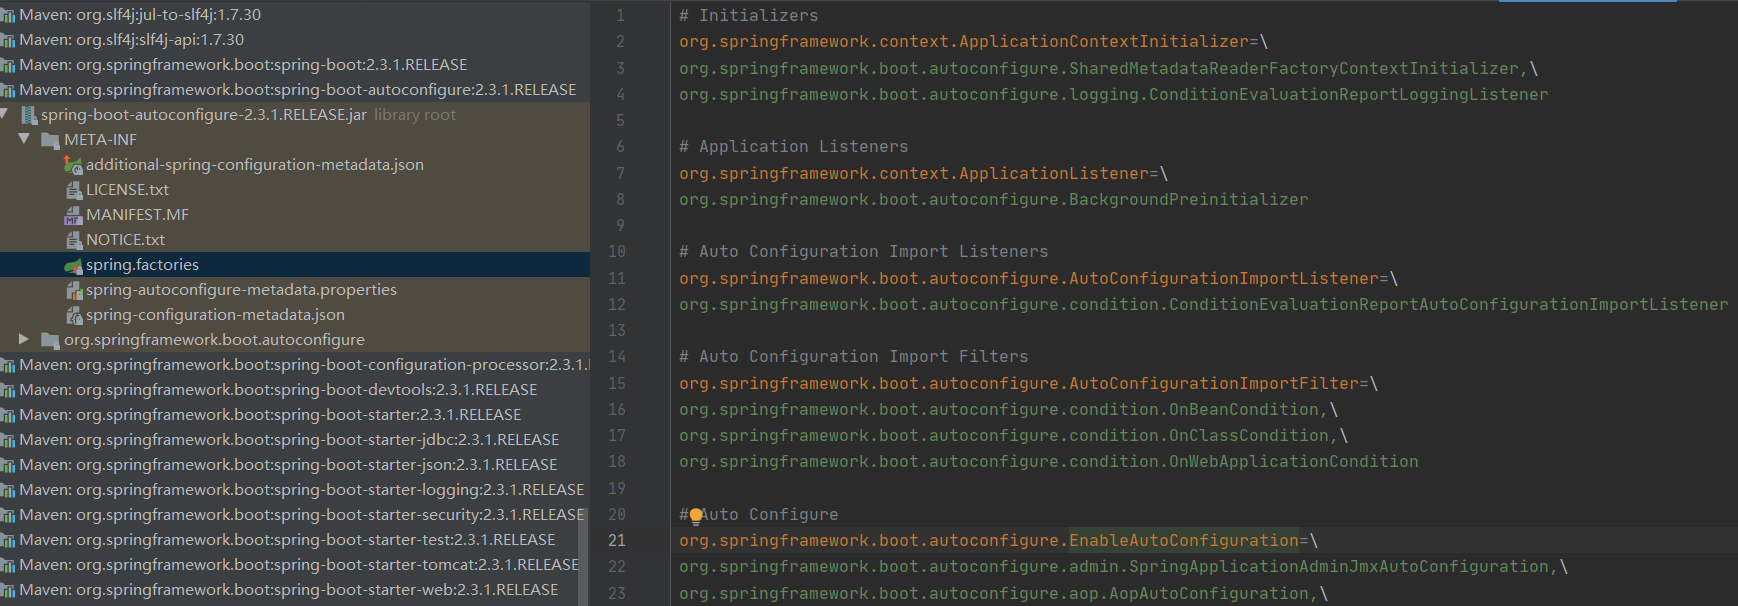 Maven: org.slf4j:jul-to-slf4j:1.7.30
Maven: org.slf4j:slf4j-api:1.7.30
Maven: org.springframework.boot:spring-boot:2.3.1.RELEASE
Maven: org.springframework.boot:spring-boot-autoconfigure:2.3.1.RELEASE
spring-boot-autoconfigure-2.3.1.RELEASE.jar library root
META-INF
additional-spring-configuration-metadata.json
LICENSE.txt
MANIFEST.MF
NOTICE.txt
spring.factories
spring-autoconfigure-metadata.properties
spring-configuration-metadata.json
org.springframework.boot.autoconfigure
Maven: org.springframework.boot:spring-boot-configuration-processor:2.3.1.
Maven: org.springframework.boot:spring-boot-devtools:2.3.1.RELEASE
Maven: org.springframework.boot:spring-boot-starter:2.3.1.RELEASE
Maven: org.springframework.boot:spring-boot-starter-jdbc:2.3.1.RELEASE
Maven: org.springframework.boot:spring-boot-starter-json:2.3.1.RELEASE
Maven: org.springframework.boot:spring-boot-starter-logging:2.3.1.RELEASE
Maven: org.springframework.boot:spring-boot-starter-security:2.3.1.RELEASE
Maven: org.springframework.boot:spring-boot-starter-test:2.3.1.RELEASE
Maven: org.springframework.boot:spring-boot-starter-tomcat:2.3.1.RELEASE
Maven: org.springframework.boot:spring-boot-starter-web:2.3.1.RELEASE
1 # Initializers
2 org.springframework.context.ApplicationContextInitializer=\
3 org.springframework.boot.autoconfigure.SharedMetadataReaderFactoryContextInitializer,\
4 org.springframework.boot.autoconfigure.logging.ConditionEvaluationReportLoggingListener
5
6 # Application Listeners
7 org.springframework.context.ApplicationListener=\
8 org.springframework.boot.autoconfigure.BackgroundPreinitializer
9
10 # Auto Configuration Import Listeners
11 org.springframework.boot.autoconfigure.AutoConfigurationImportListener=\
12 org.springframework.boot.autoconfigure.condition.ConditionEvaluationReportAutoConfigurationImportListener
13
14 # Auto Configuration Import Filters
15 org.springframework.boot.autoconfigure.AutoConfigurationImportFilter=\
16 org.springframework.boot.autoconfigure.condition.OnBeanCondition,\
17 org.springframework.boot.autoconfigure.condition.OnClassCondition,\
18 org.springframework.boot.autoconfigure.condition.OnWebApplicationCondition
19
20 # Auto Configure
21 org.springframework.boot.autoconfigure.EnableAutoConfiguration=\
22 org.springframework.boot.autoconfigure.admin.SpringApplicationAdminJmxAutoConfiguration,\
23 org.springframework.boot.autoconfigure.aop.AopAutoConfiguration,\